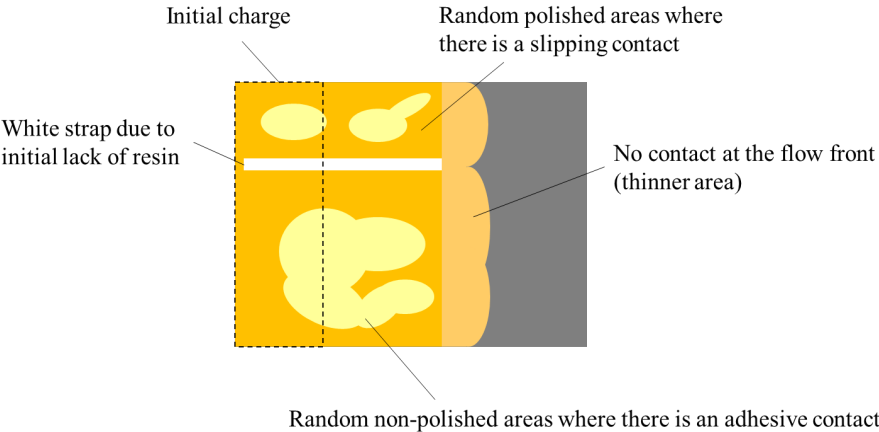 Initial charge
Random polished areas where
there is a slipping contact
White strap due to
initial lack of resin
No contact at the flow front
(thinner area)
Random non-polished areas where there is an adhesive contact